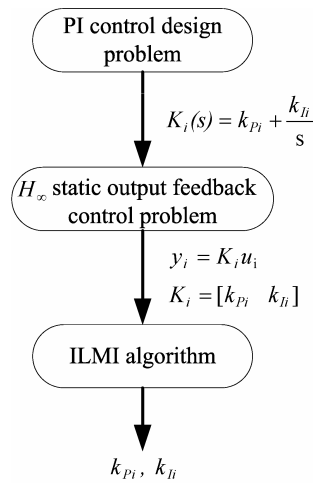 PI control design
problem
K_i(s) = k_{Pi} + \frac{k_{Ii}}{s}
H_∞ static output feedback
control problem
y_i = K_i u_i
K_i = [k_{Pi} k_{Ii}]
ILMI algorithm
k_{Pi} , k_{Ii}